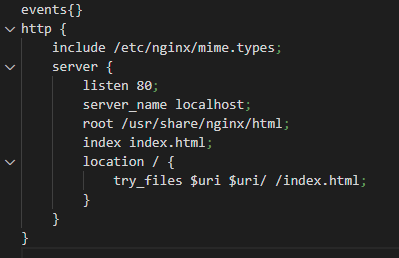 events{}
http {
    include /etc/nginx/mime.types;
    server {
        listen 80;
        server_name localhost;
        root /usr/share/nginx/html;
        index index.html;
        location / {
            try_files $uri $uri/ /index.html;
        }
    }
}